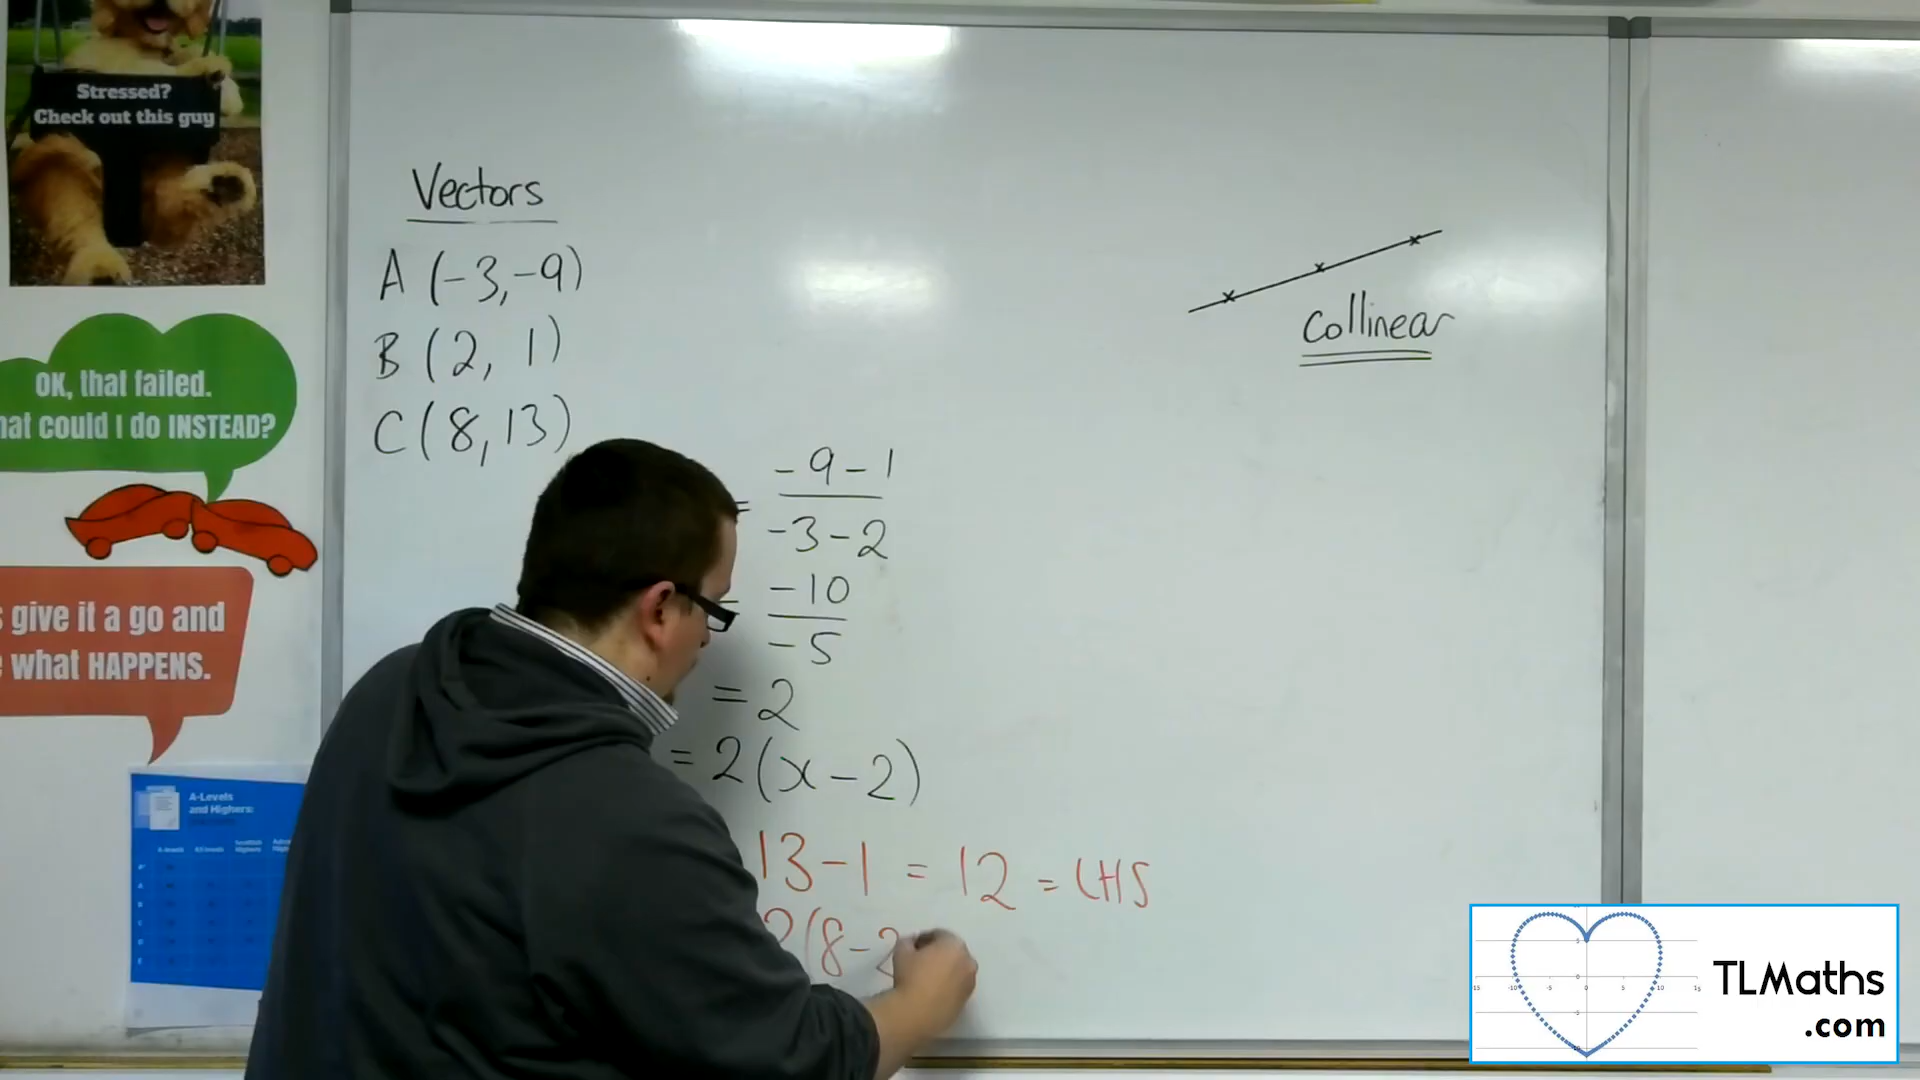 Stressed?
Check out this guy
OK, that failed.
hat could I do INSTEAD?
give it a go and
what HAPPENS.
A-Levels
and Highers:
Vectors
A (-3,-9)
B (2, 1)
C (8,13)
= -9-1
-3-2
= -10
-5
= 2
= 2(x-2)
13-1 = 12 = LHS
2(8-2
Collinear
TLMaths
.com